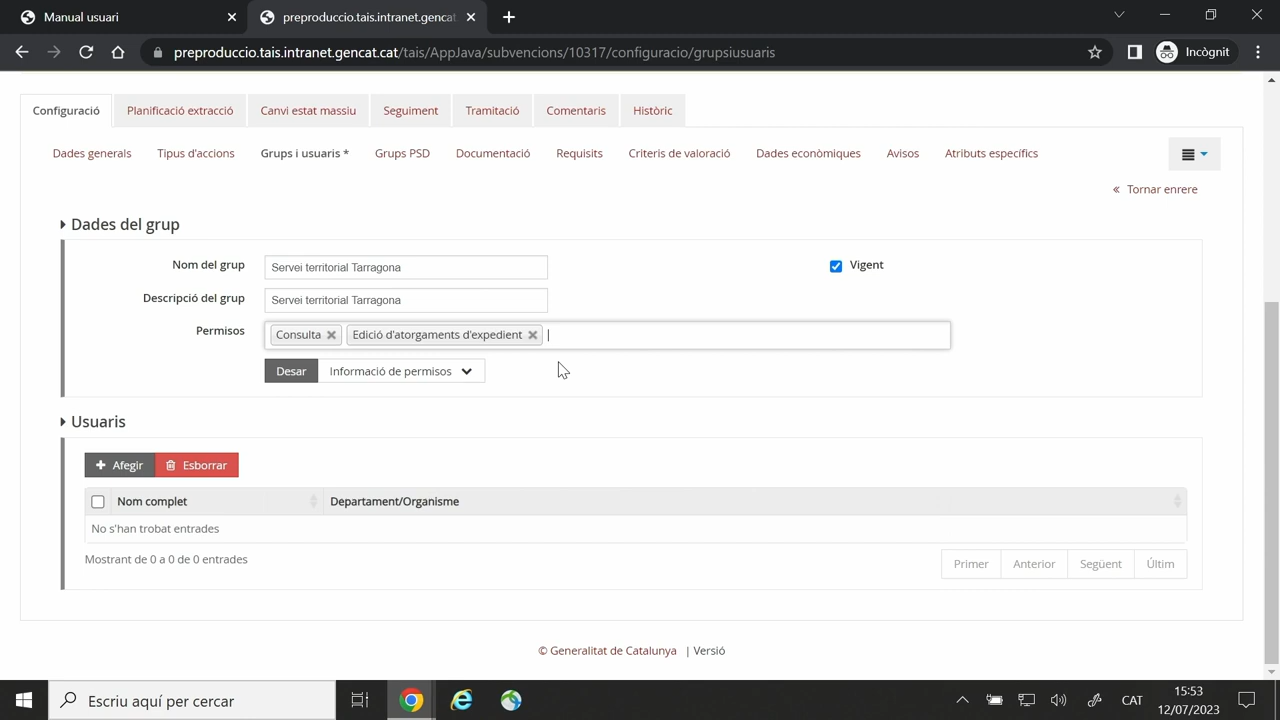 Manual usuari
preproduccio.tais.intranet.gencat
preproduccio.tais.intranet.gencat.cat/tais/AppJava/subvencions/10317/configuracio/grupsiusuaris
Incògnit
Configuració Planificació extracció Canvi estat massiu Seguiment Tramitació Comentaris Històric
Dades generals Tipus d'accions Grups i usuaris * Grups PSD Documentació Requisits Criteris de valoració Dades econòmiques Avisos Atributs específics
« Tornar enrere
Dades del grup
Nom del grup Servei territorial Tarragona Vigent
Descripció del grup Servei territorial Tarragona
Permisos Consulta Edició d'atorgaments d'expedient
Desar Informació de permisos
Usuaris
Afegir Esborrar
Nom complet Departament/Organisme
No s'han trobat entrades
Mostrant de 0 a 0 de 0 entrades
Primer Anterior Següent Últim
© Generalitat de Catalunya | Versió
Escriu aquí per cercar
CAT
15:53
12/07/2023